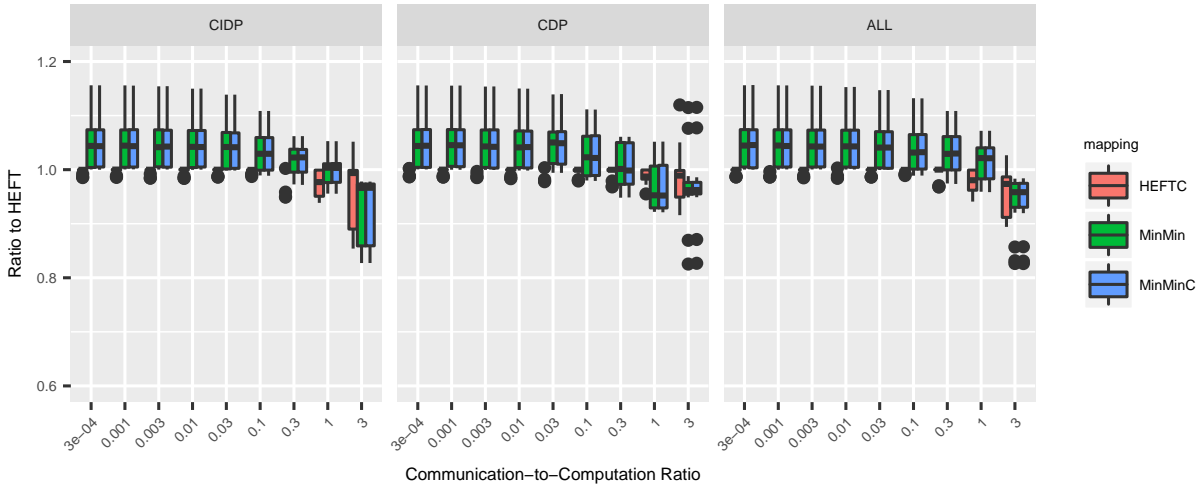 CIDP CDP ALL
1.2
1.0
0.8
0.6
Ratio to HEFT
3e−04 0.001 0.003 0.01 0.03 0.1 0.3 1 3
3e−04 0.001 0.003 0.01 0.03 0.1 0.3 1 3
3e−04 0.001 0.003 0.01 0.03 0.1 0.3 1 3
Communication−to−Computation Ratio
mapping
HEFTC
MinMin
MinMinC